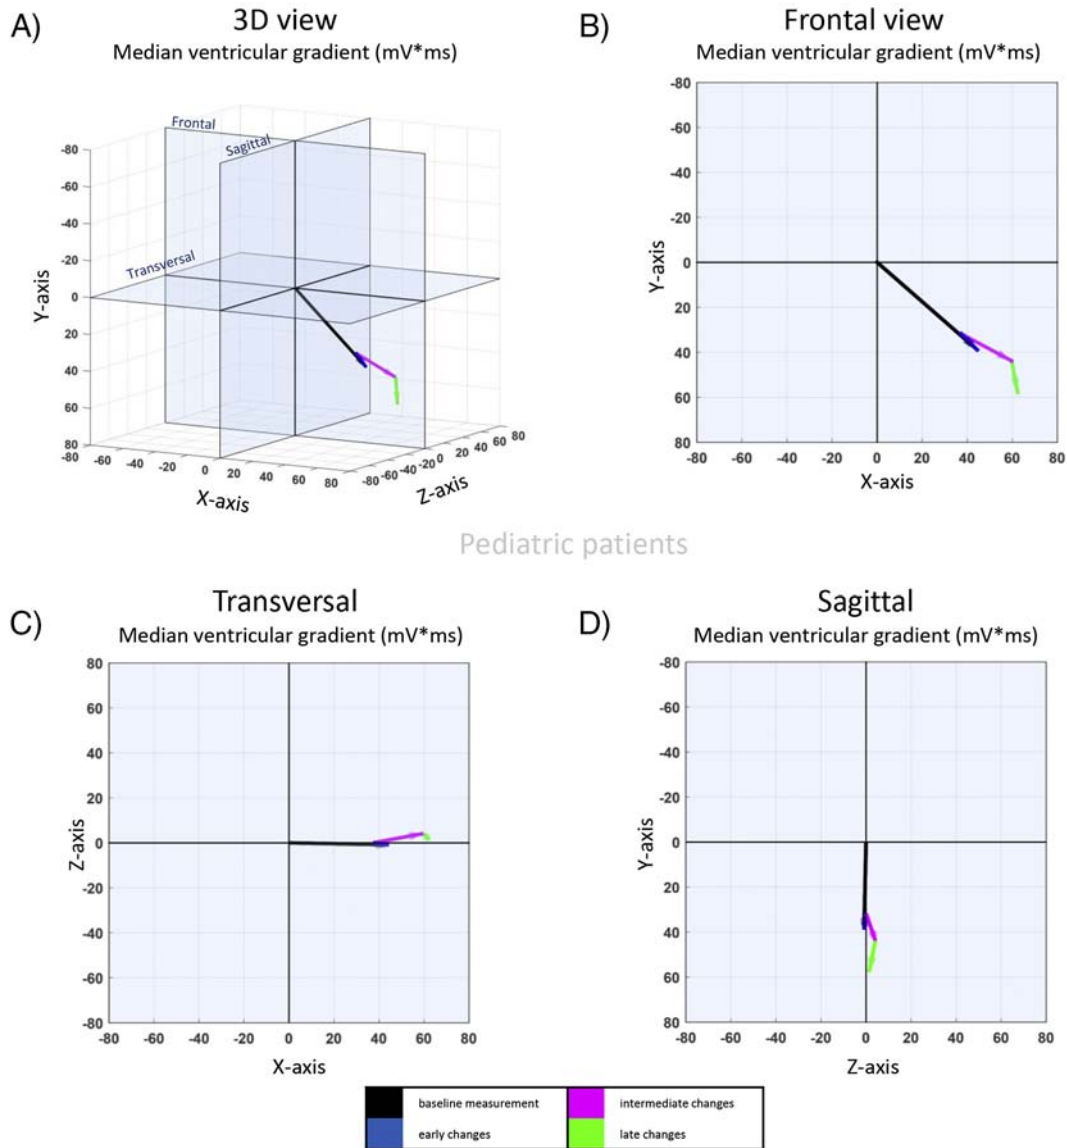 A)
3D view
Median ventricular gradient (mV*ms)
Frontal
Sagittal
Transversal
-80
-60
-40
-20
0
20
40
60
80
Y-axis
-80
-60
-40
-20
0
20
40
60
80
X-axis
-80
-60
-40
-20
0
20
40
60
80
Z-axis
B)
Frontal view
Median ventricular gradient (mV*ms)
-80
-60
-40
-20
0
20
40
60
80
Y-axis
-80
-60
-40
-20
0
20
40
60
80
X-axis
Pediatric patients
C)
Transversal
Median ventricular gradient (mV*ms)
80
60
40
20
0
-20
-40
-60
-80
Z-axis
-80
-60
-40
-20
0
20
40
60
80
X-axis
D)
Sagittal
Median ventricular gradient (mV*ms)
-80
-60
-40
-20
0
20
40
60
80
Y-axis
-80
-60
-40
-20
0
20
40
60
80
Z-axis
baseline measurement
intermediate changes
early changes
late changes